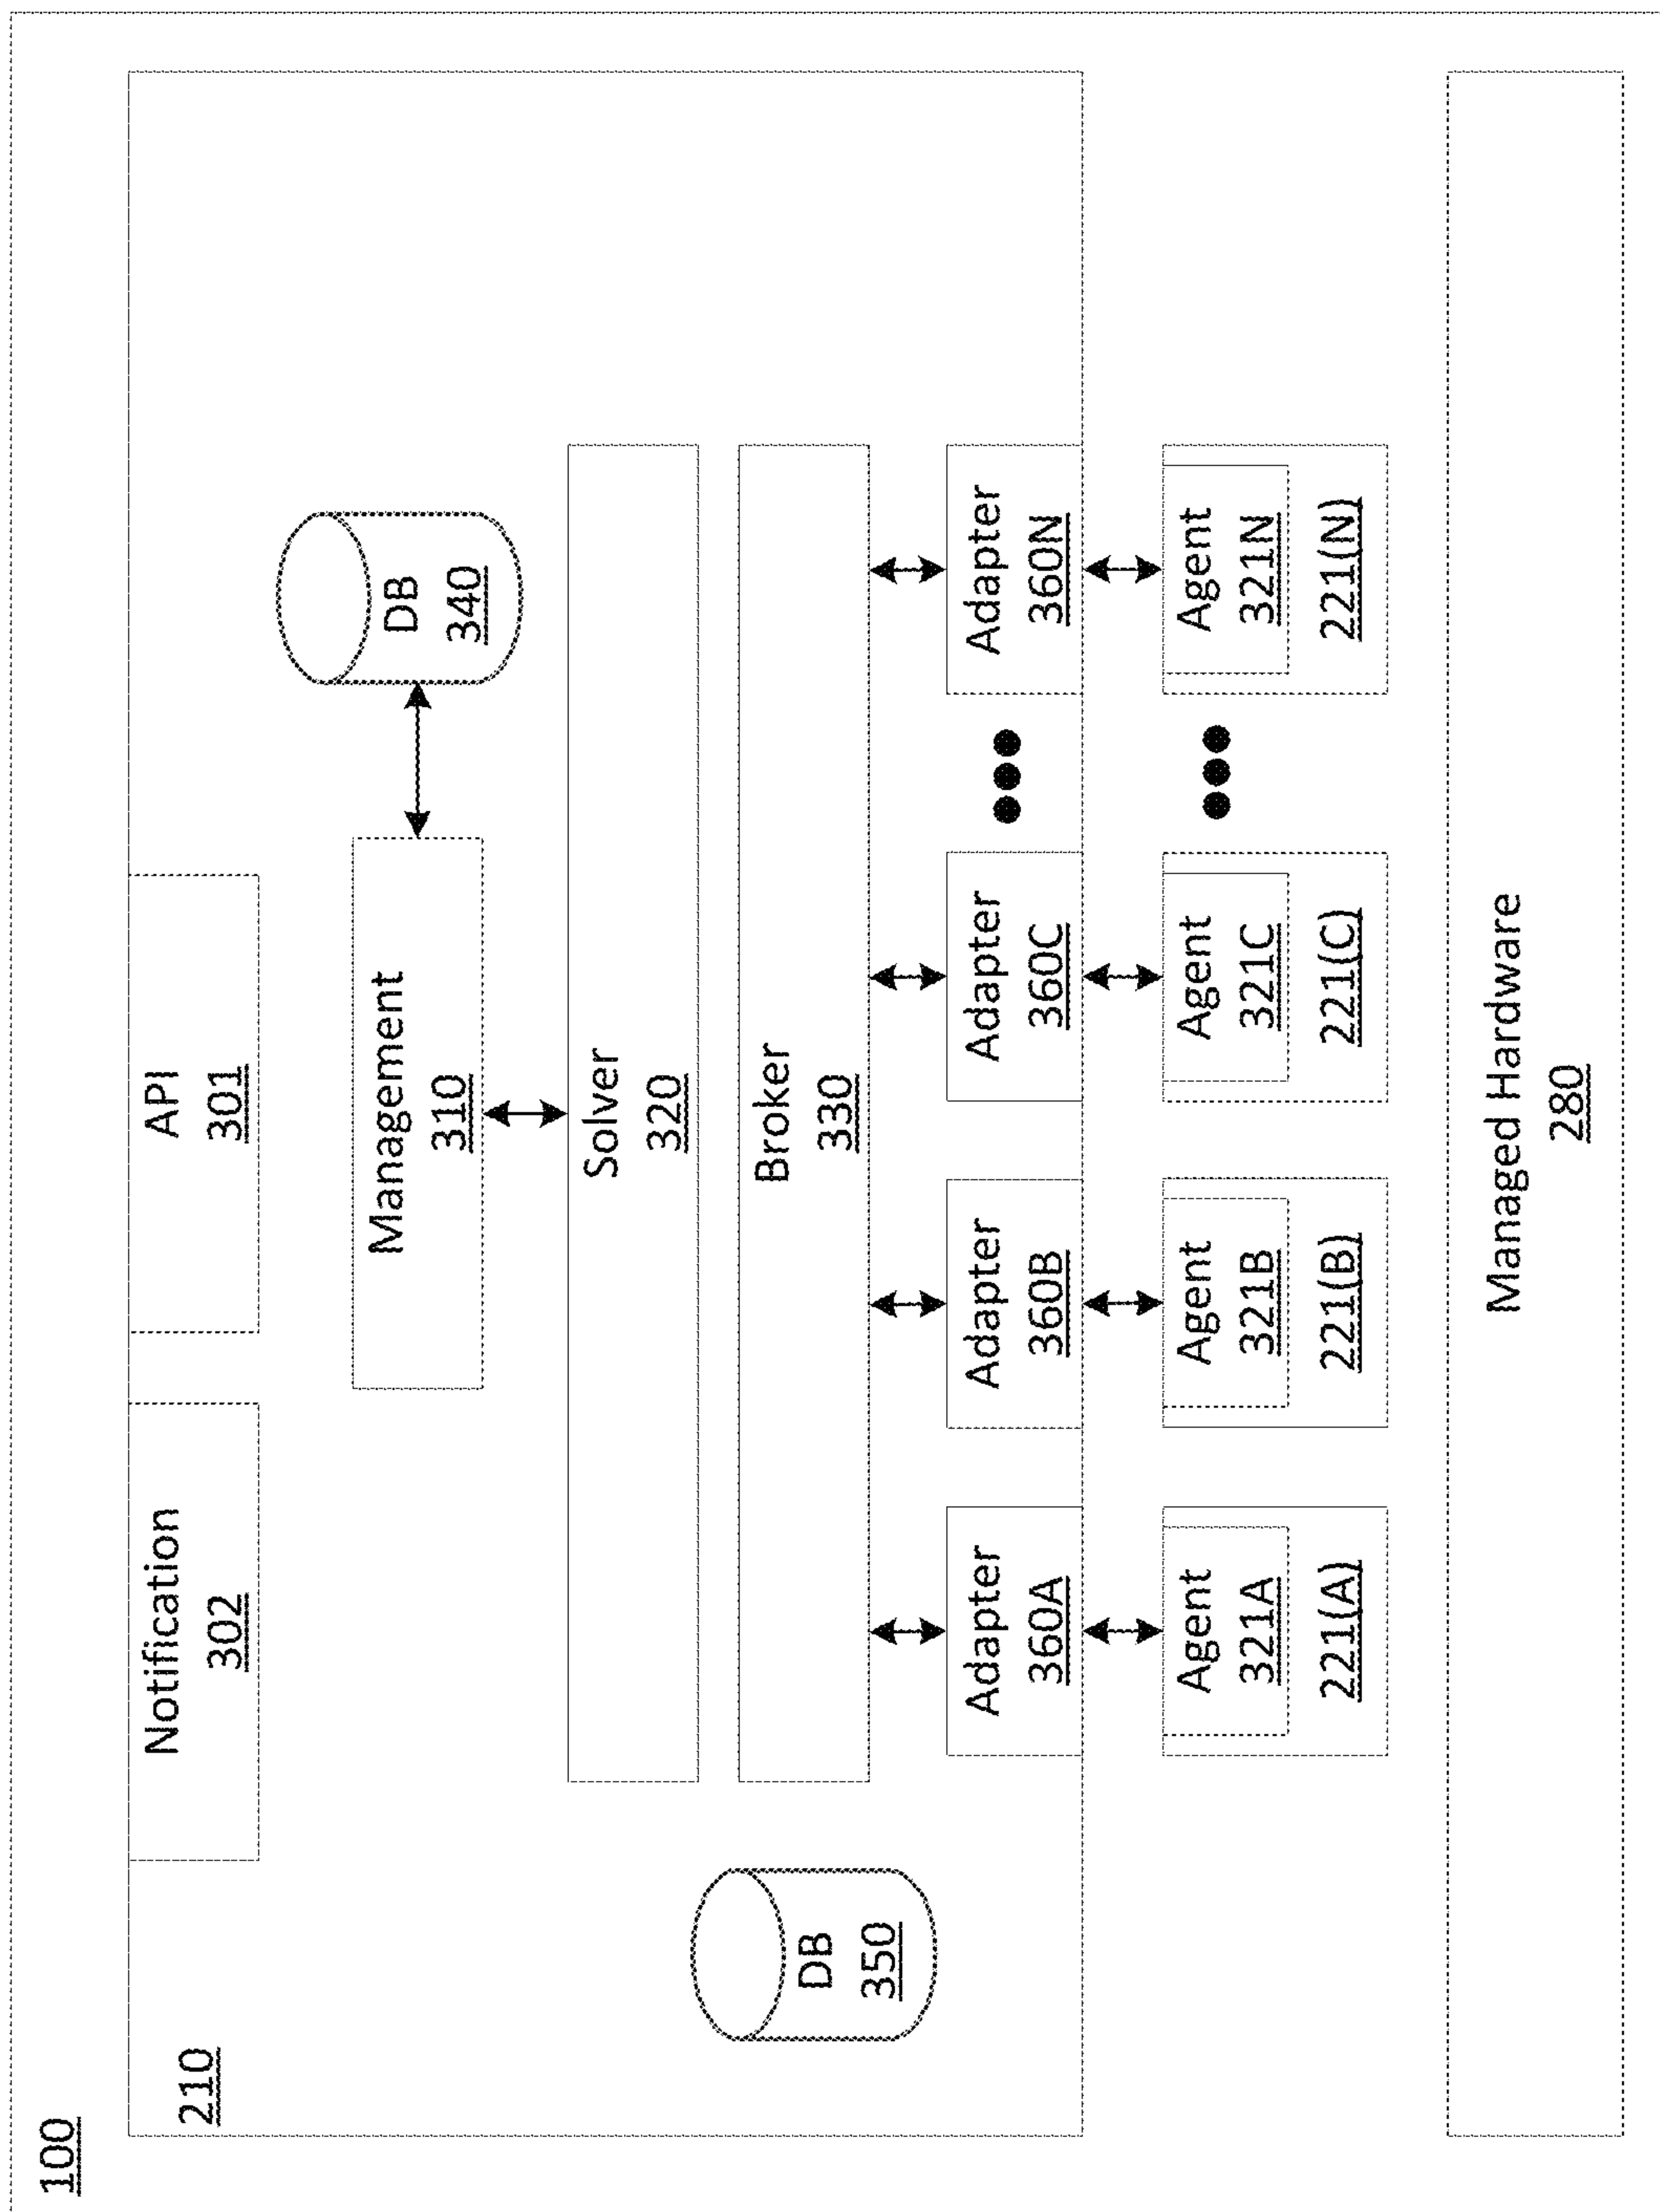 100
210
Notification
302
API
301
Management
310
DB
340
Solver
320
Broker
330
DB
350
Adapter
360A
Adapter
360B
Adapter
360C
Adapter
360N
Agent
321A
221(A)
Agent
321B
221(B)
Agent
321C
221(C)
Agent
321N
221(N)
Managed Hardware
280